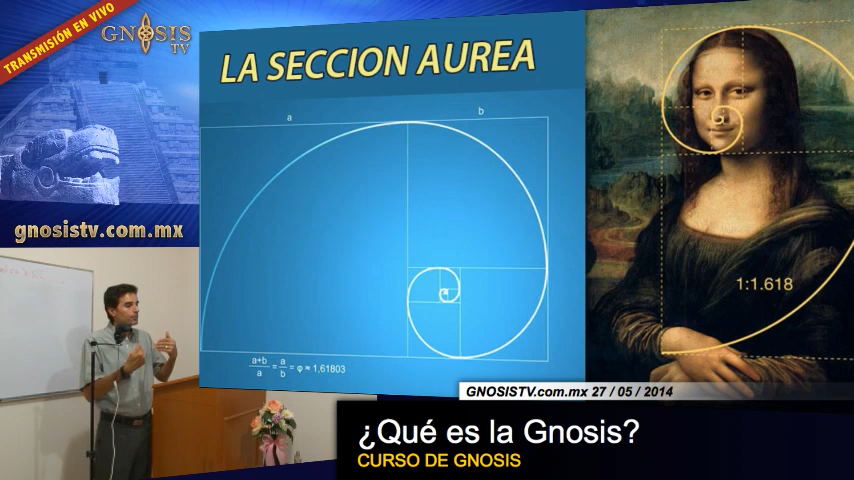 TRANSMISIÓN EN VIVO
GNOSIS
TV
gnosistv.com.mx
LA SECCION AUREA
a
b
a+b
a
=
a
b
= φ ≈ 1,61803
1:1.618
GNOSISTV.com.mx 27 / 05 / 2014
¿Qué es la Gnosis?
CURSO DE GNOSIS